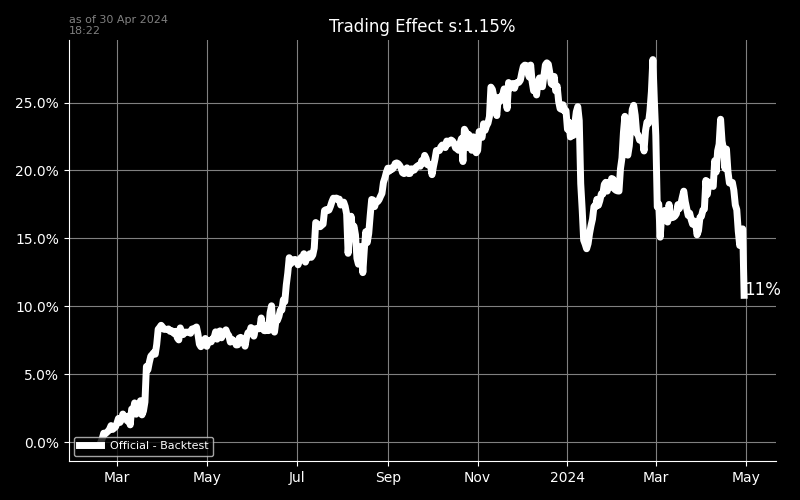 as of 30 Apr 2024
18:22
Trading Effect s:1.15%
25.0%
20.0%
15.0%
10.0%
5.0%
0.0%
11%
Official - Backtest
Mar May Jul Sep Nov 2024 Mar May